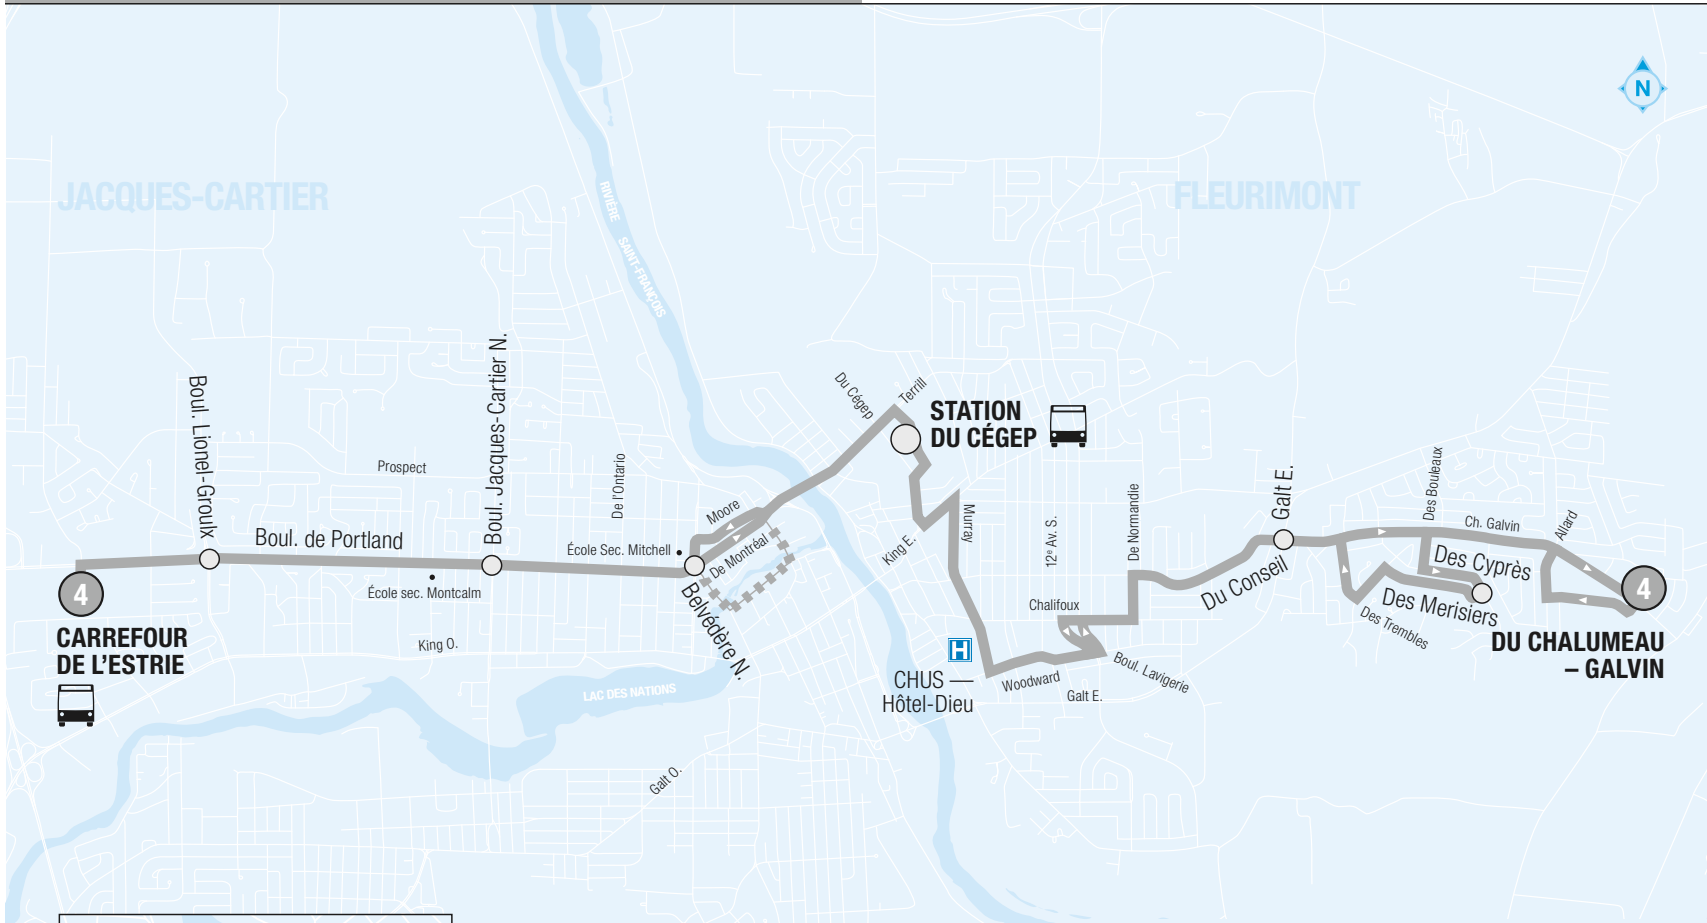 N
JACQUES-CARTIER
FLEURIMONT
RIVIÈRE SAINT-FRANÇOIS
Boul. Lionel-Groulx
Boul. Jacques-Cartier N.
Prospect
Boul. de Portland
De l'Ontario
École Sec. Mitchell
École sec. Montcalm
Moore
De Montréal
Belvédère N.
Du Cégep
Terrill
STATION
DU CÉGEP
King E.
Murray
12e Av. S.
De Normandie
Chalifoux
Galt E.
Du Conseil
Des Bouleaux
Ch. Galvin
Allard
Des Cyprès
Des Merisiers
Des Trembles
4
CARREFOUR
DE L'ESTRIE
King O.
LAC DES NATIONS
Galt O.
H
CHUS —
Hôtel-Dieu
Woodward
Galt E.
Boul. Lavigerie
4
DU CHALUMEAU
– GALVIN